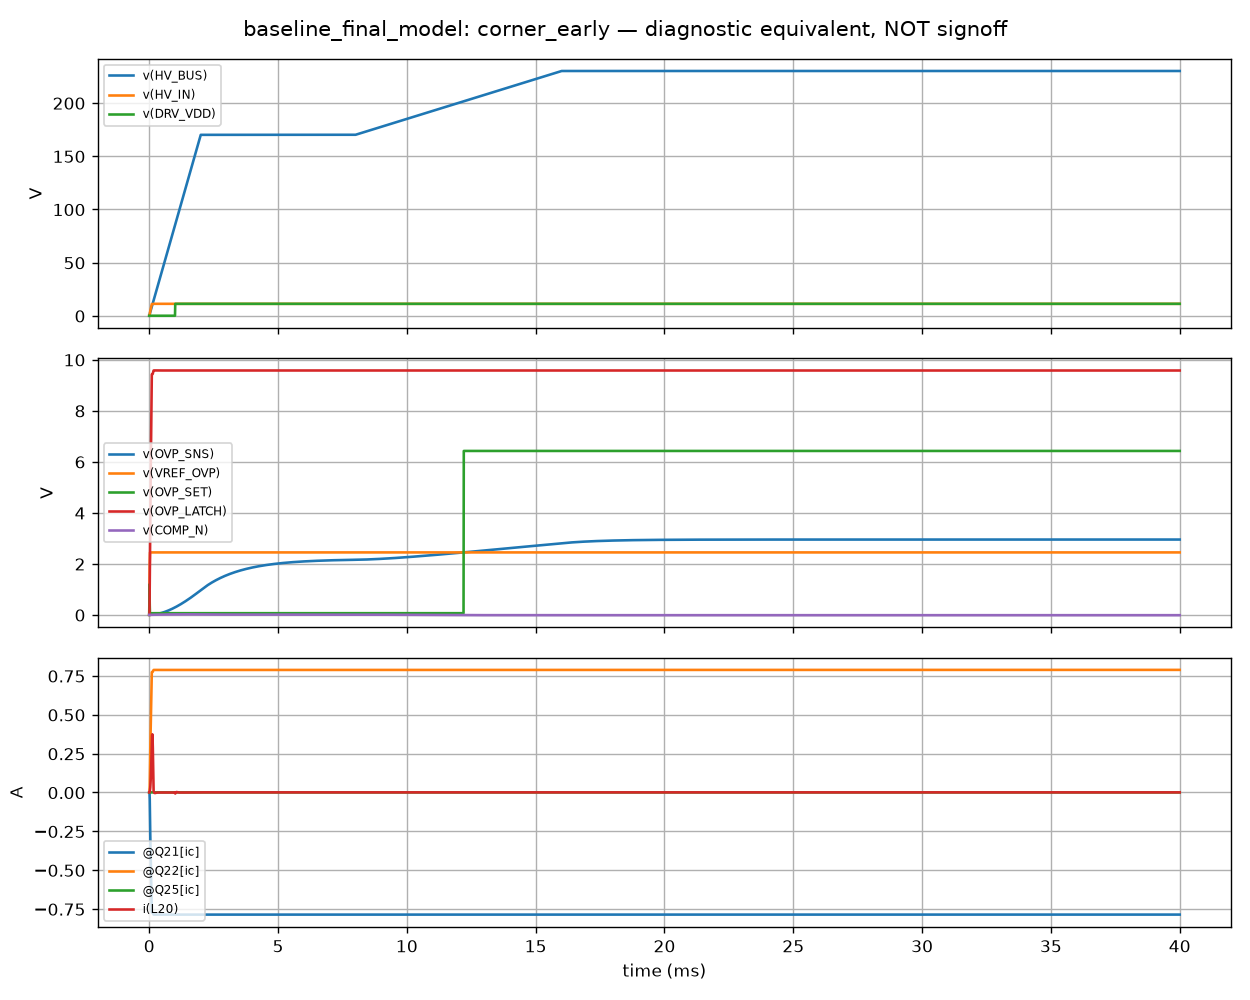 baseline_final_model: corner_early — diagnostic equivalent, NOT signoff
v(HV_BUS)
v(HV_IN)
v(DRV_VDD)
200
150
100
50
0
V
10
8
6
4
2
0
V
v(OVP_SNS)
v(VREF_OVP)
v(OVP_SET)
v(OVP_LATCH)
v(COMP_N)
0.75
0.50
0.25
0.00
−0.25
−0.50
−0.75
A
@Q21[ic]
@Q22[ic]
@Q25[ic]
i(L20)
0 5 10 15 20 25 30 35 40
time (ms)